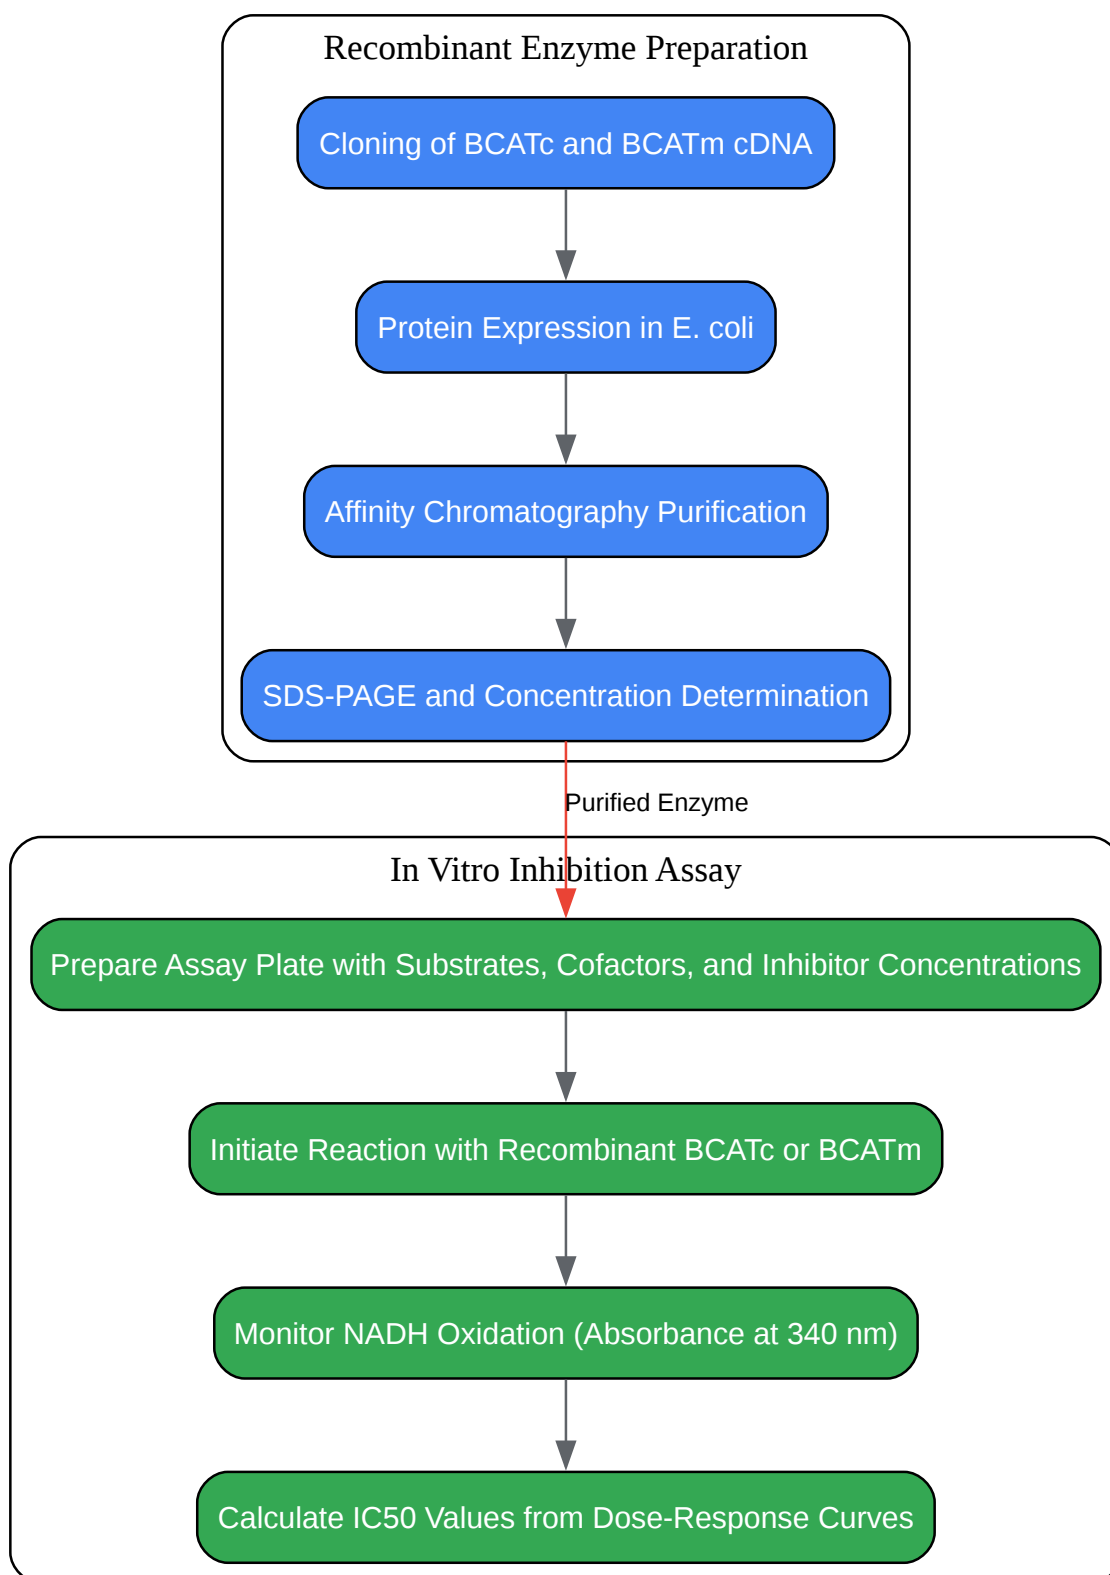 Recombinant Enzyme Preparation
Cloning of BCATc and BCATm cDNA
Protein Expression in E. coli
Affinity Chromatography Purification
SDS-PAGE and Concentration Determination
Purified Enzyme
In Vitro Inhibition Assay
Prepare Assay Plate with Substrates, Cofactors, and Inhibitor Concentrations
Initiate Reaction with Recombinant BCATc or BCATm
Monitor NADH Oxidation (Absorbance at 340 nm)
Calculate IC50 Values from Dose-Response Curves